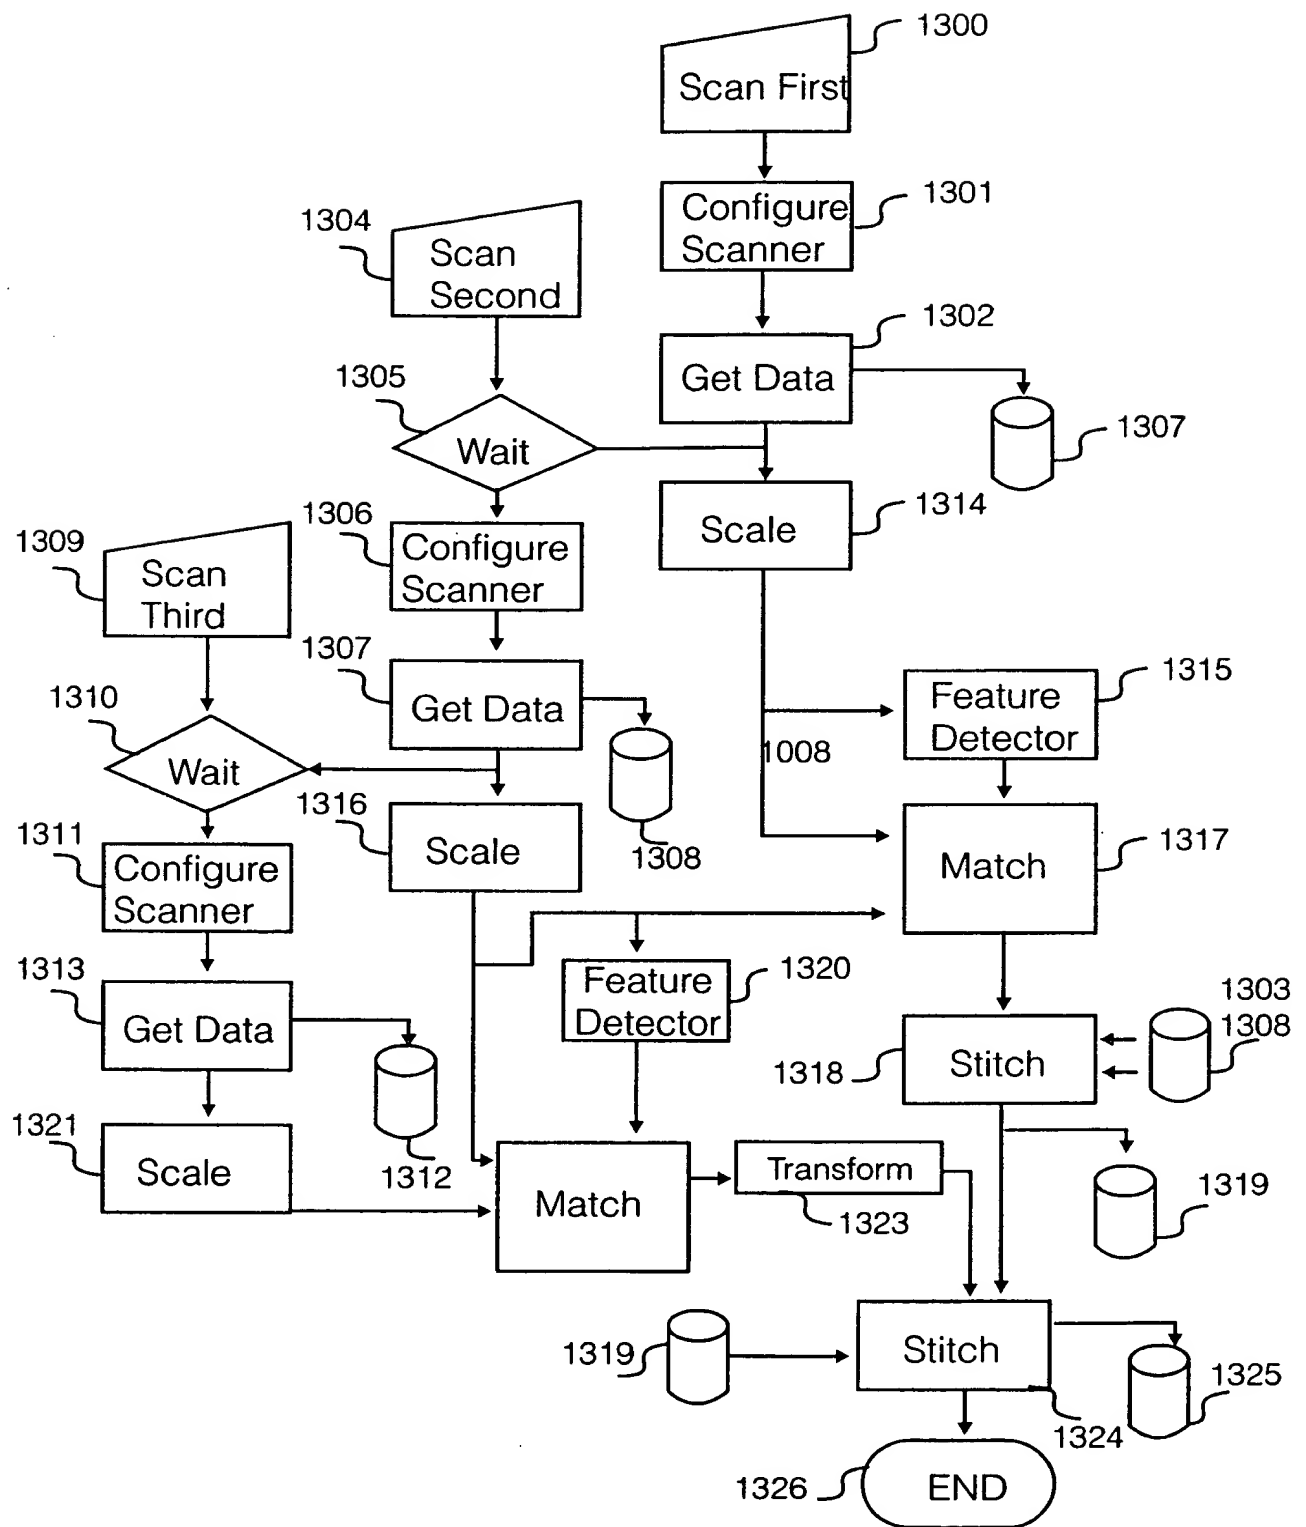 1300
Scan First
1301
Configure
Scanner
1304
Scan
Second
1302
Get Data
1305
Wait
1307
1314
Scale
1306
Configure
Scanner
1309
Scan
Third
1307
Get Data
1315
Feature
Detector
1310
Wait
1008
1316
Scale
1308
1311
Configure
Scanner
1317
Match
1313
Get Data
1320
Feature
Detector
1303
1308
1318
Stitch
1321
Scale
1312
Match
Transform
1323
1319
1319
Stitch
1325
1324
1326
END